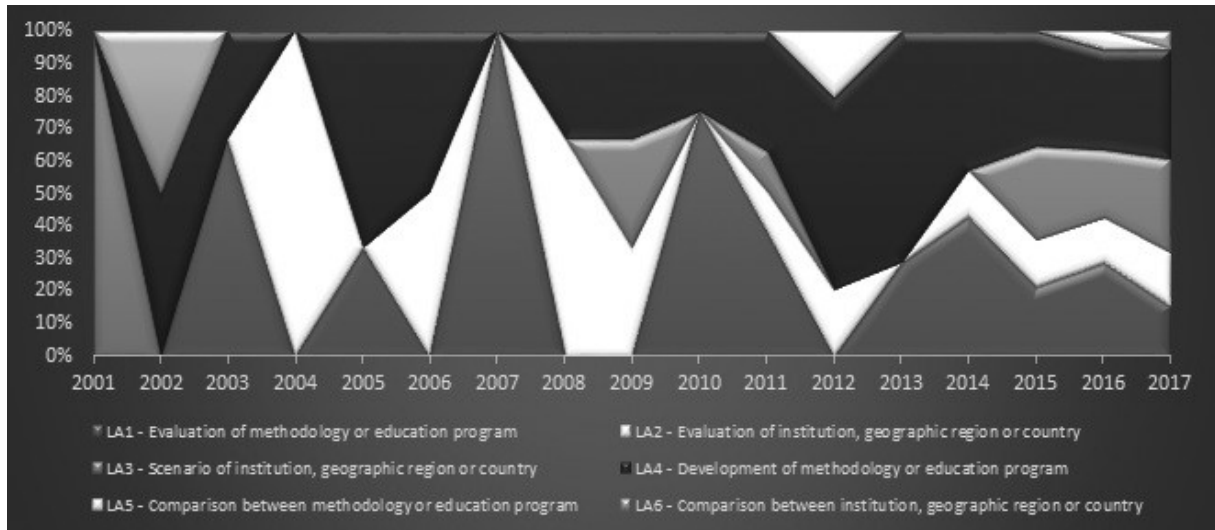 100%
90%
80%
70%
60%
50%
40%
30%
20%
10%
0%
2001 2002 2003 2004 2005 2006 2007 2008 2009 2010 2011 2012 2013 2014 2015 2016 2017
LA1 - Evaluation of methodology or education program LA2 - Evaluation of institution, geographic region or country
LA3 - Scenario of institution, geographic region or country LA4 - Development of methodology or education program
LA5 - Comparison between methodology or education program LA6 - Comparison between institution, geographic region or country